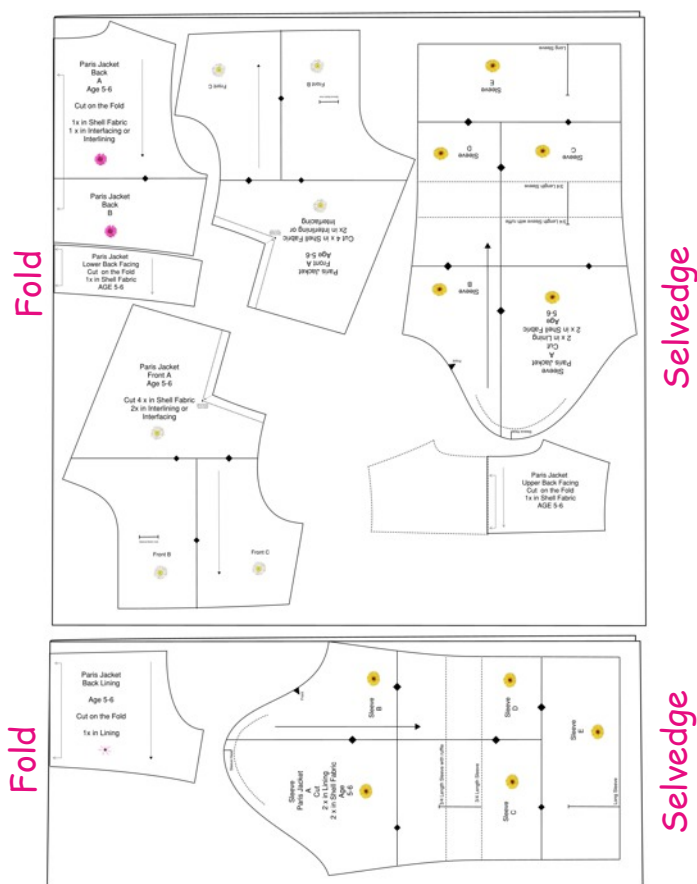 Fold
Selvedge
Paris Jacket
Back
A
Age 5-6
Cut on the Fold
1x in Shell Fabric
1 x in Interfacing or
Interlining
Paris Jacket
Back
B
Paris Jacket
Lower Back Facing
Cut on the Fold
1x in Shell Fabric
AGE 5-6
Front C
Front B
Paris Jacket
Front A
Age 5-6
Cut 4 x in Shell Fabric
2x in Interlining or
Interfacing
Long Sleeve
Sleeve
E
Sleeve
D
Sleeve
C
3/4 Length Sleeve
3/4 Length Sleeve with ruffle
Sleeve
B
Sleeve
Paris Jacket
A
Cut
2 x in Lining
2 x in Shell Fabric
Age
5-6
Paris Jacket
Front A
Age 5-6
Cut 4 x in Shell Fabric
2x in Interlining or
Interfacing
Front B
Front C
Paris Jacket
Upper Back Facing
Cut on the Fold
1x in Shell Fabric
AGE 5-6
Fold
Selvedge
Paris Jacket
Back Lining
Age 5-6
Cut on the Fold
1x in Lining
Sleeve
B
Sleeve
Paris Jacket
A
Cut
2 x in Lining
2 x in Shell Fabric
Age
5-6
3/4 Length Sleeve with ruffle
3/4 Length Sleeve
Sleeve
D
Sleeve
C
Sleeve
E
Long Sleeve